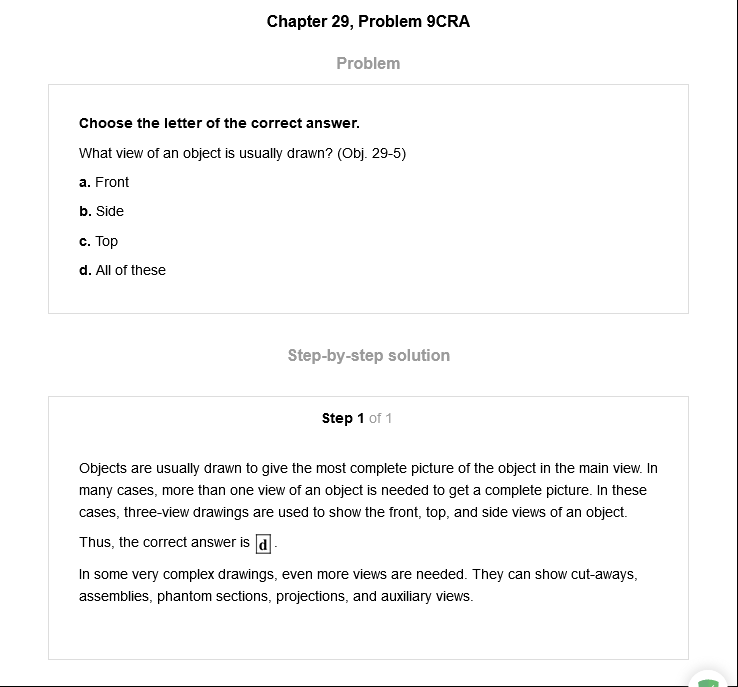 Chapter 29, Problem 9CRA
Problem
Choose the letter of the correct answer.
What view of an object is usually drawn? (Obj. 29-5)
a. Front
b. Side
c. Top
d. All of these
Step-by-step solution
Step 1 of 1
Objects are usually drawn to give the most complete picture of the object in the main view. In
many cases, more than one view of an object is needed to get a complete picture. In these
cases, three-view drawings are used to show the front, top, and side views of an object.
Thus, the correct answer is d.
In some very complex drawings, even more views are needed. They can show cut-aways,
assemblies, phantom sections, projections, and auxiliary views.